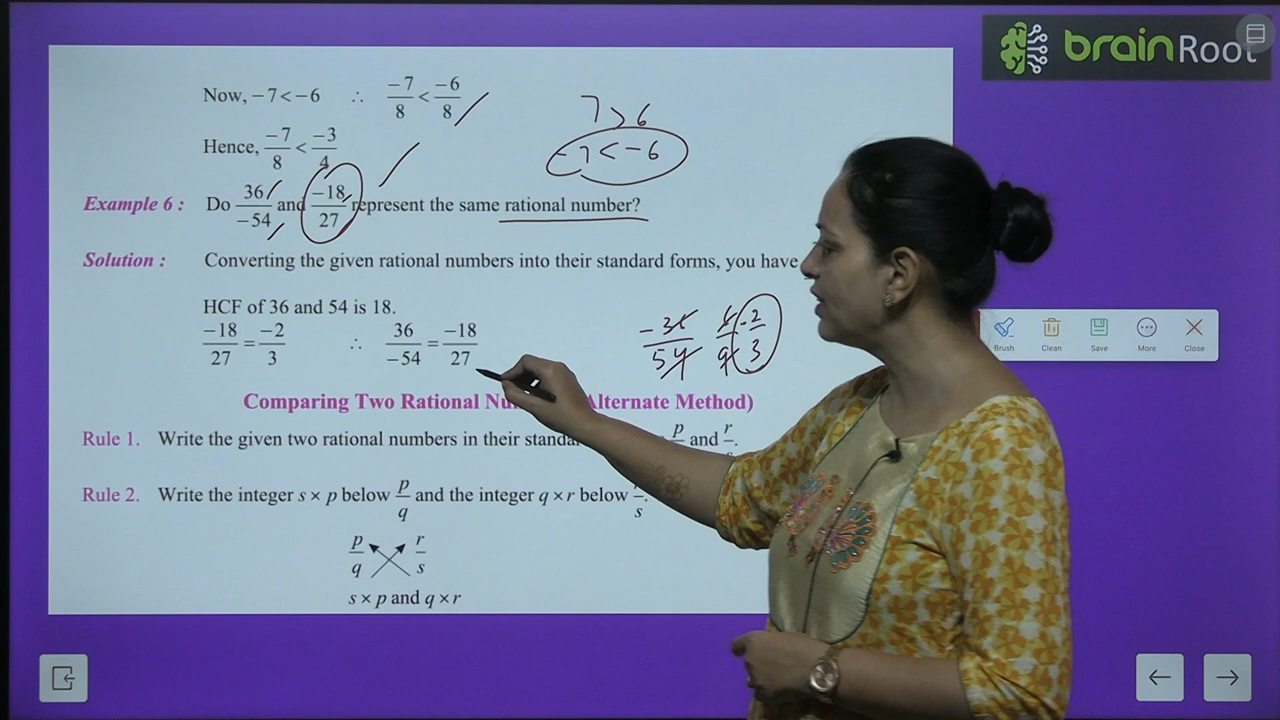 brainRoot
Now, −7 < −6 ∴ −7/8 < −6/8
7 > 6
−7 < −6
Hence, −7/8 < −3/4
Example 6 : Do 36/−54 and −18/27 represent the same rational number?
Solution : Converting the given rational numbers into their standard forms, you have
HCF of 36 and 54 is 18.
−18/27 = −2/3 ∴ 36/−54 = −18/27
−2/3
Brush Clean Save More Close
Comparing Two Rational Nu Alternate Method)
Rule 1. Write the given two rational numbers in their standa p and r.
Rule 2. Write the integer s × p below p/q and the integer q × r below s.
p/q r/s
s × p and q × r